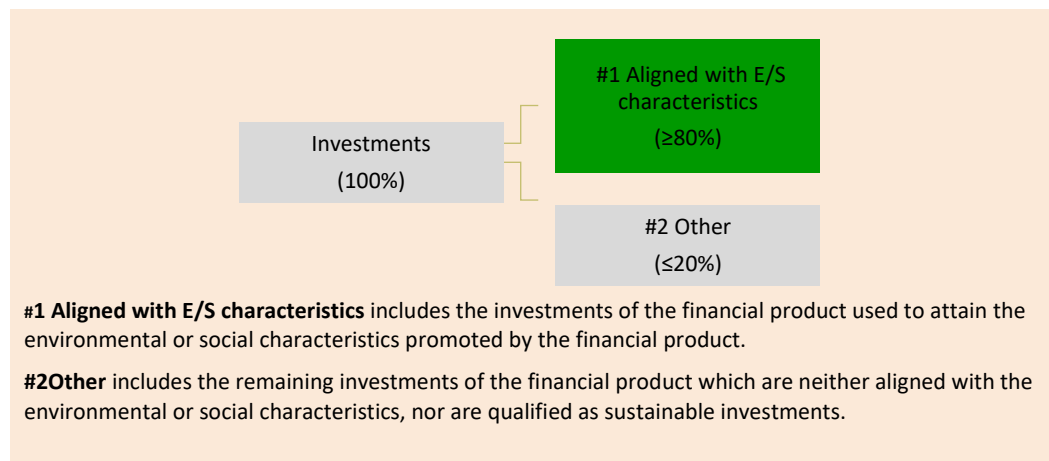 #1 Aligned with E/S
characteristics
(≥80%)
Investments
(100%)
#2 Other
(≤20%)
#1 Aligned with E/S characteristics includes the investments of the financial product used to attain the
environmental or social characteristics promoted by the financial product.
#2Other includes the remaining investments of the financial product which are neither aligned with the
environmental or social characteristics, nor are qualified as sustainable investments.